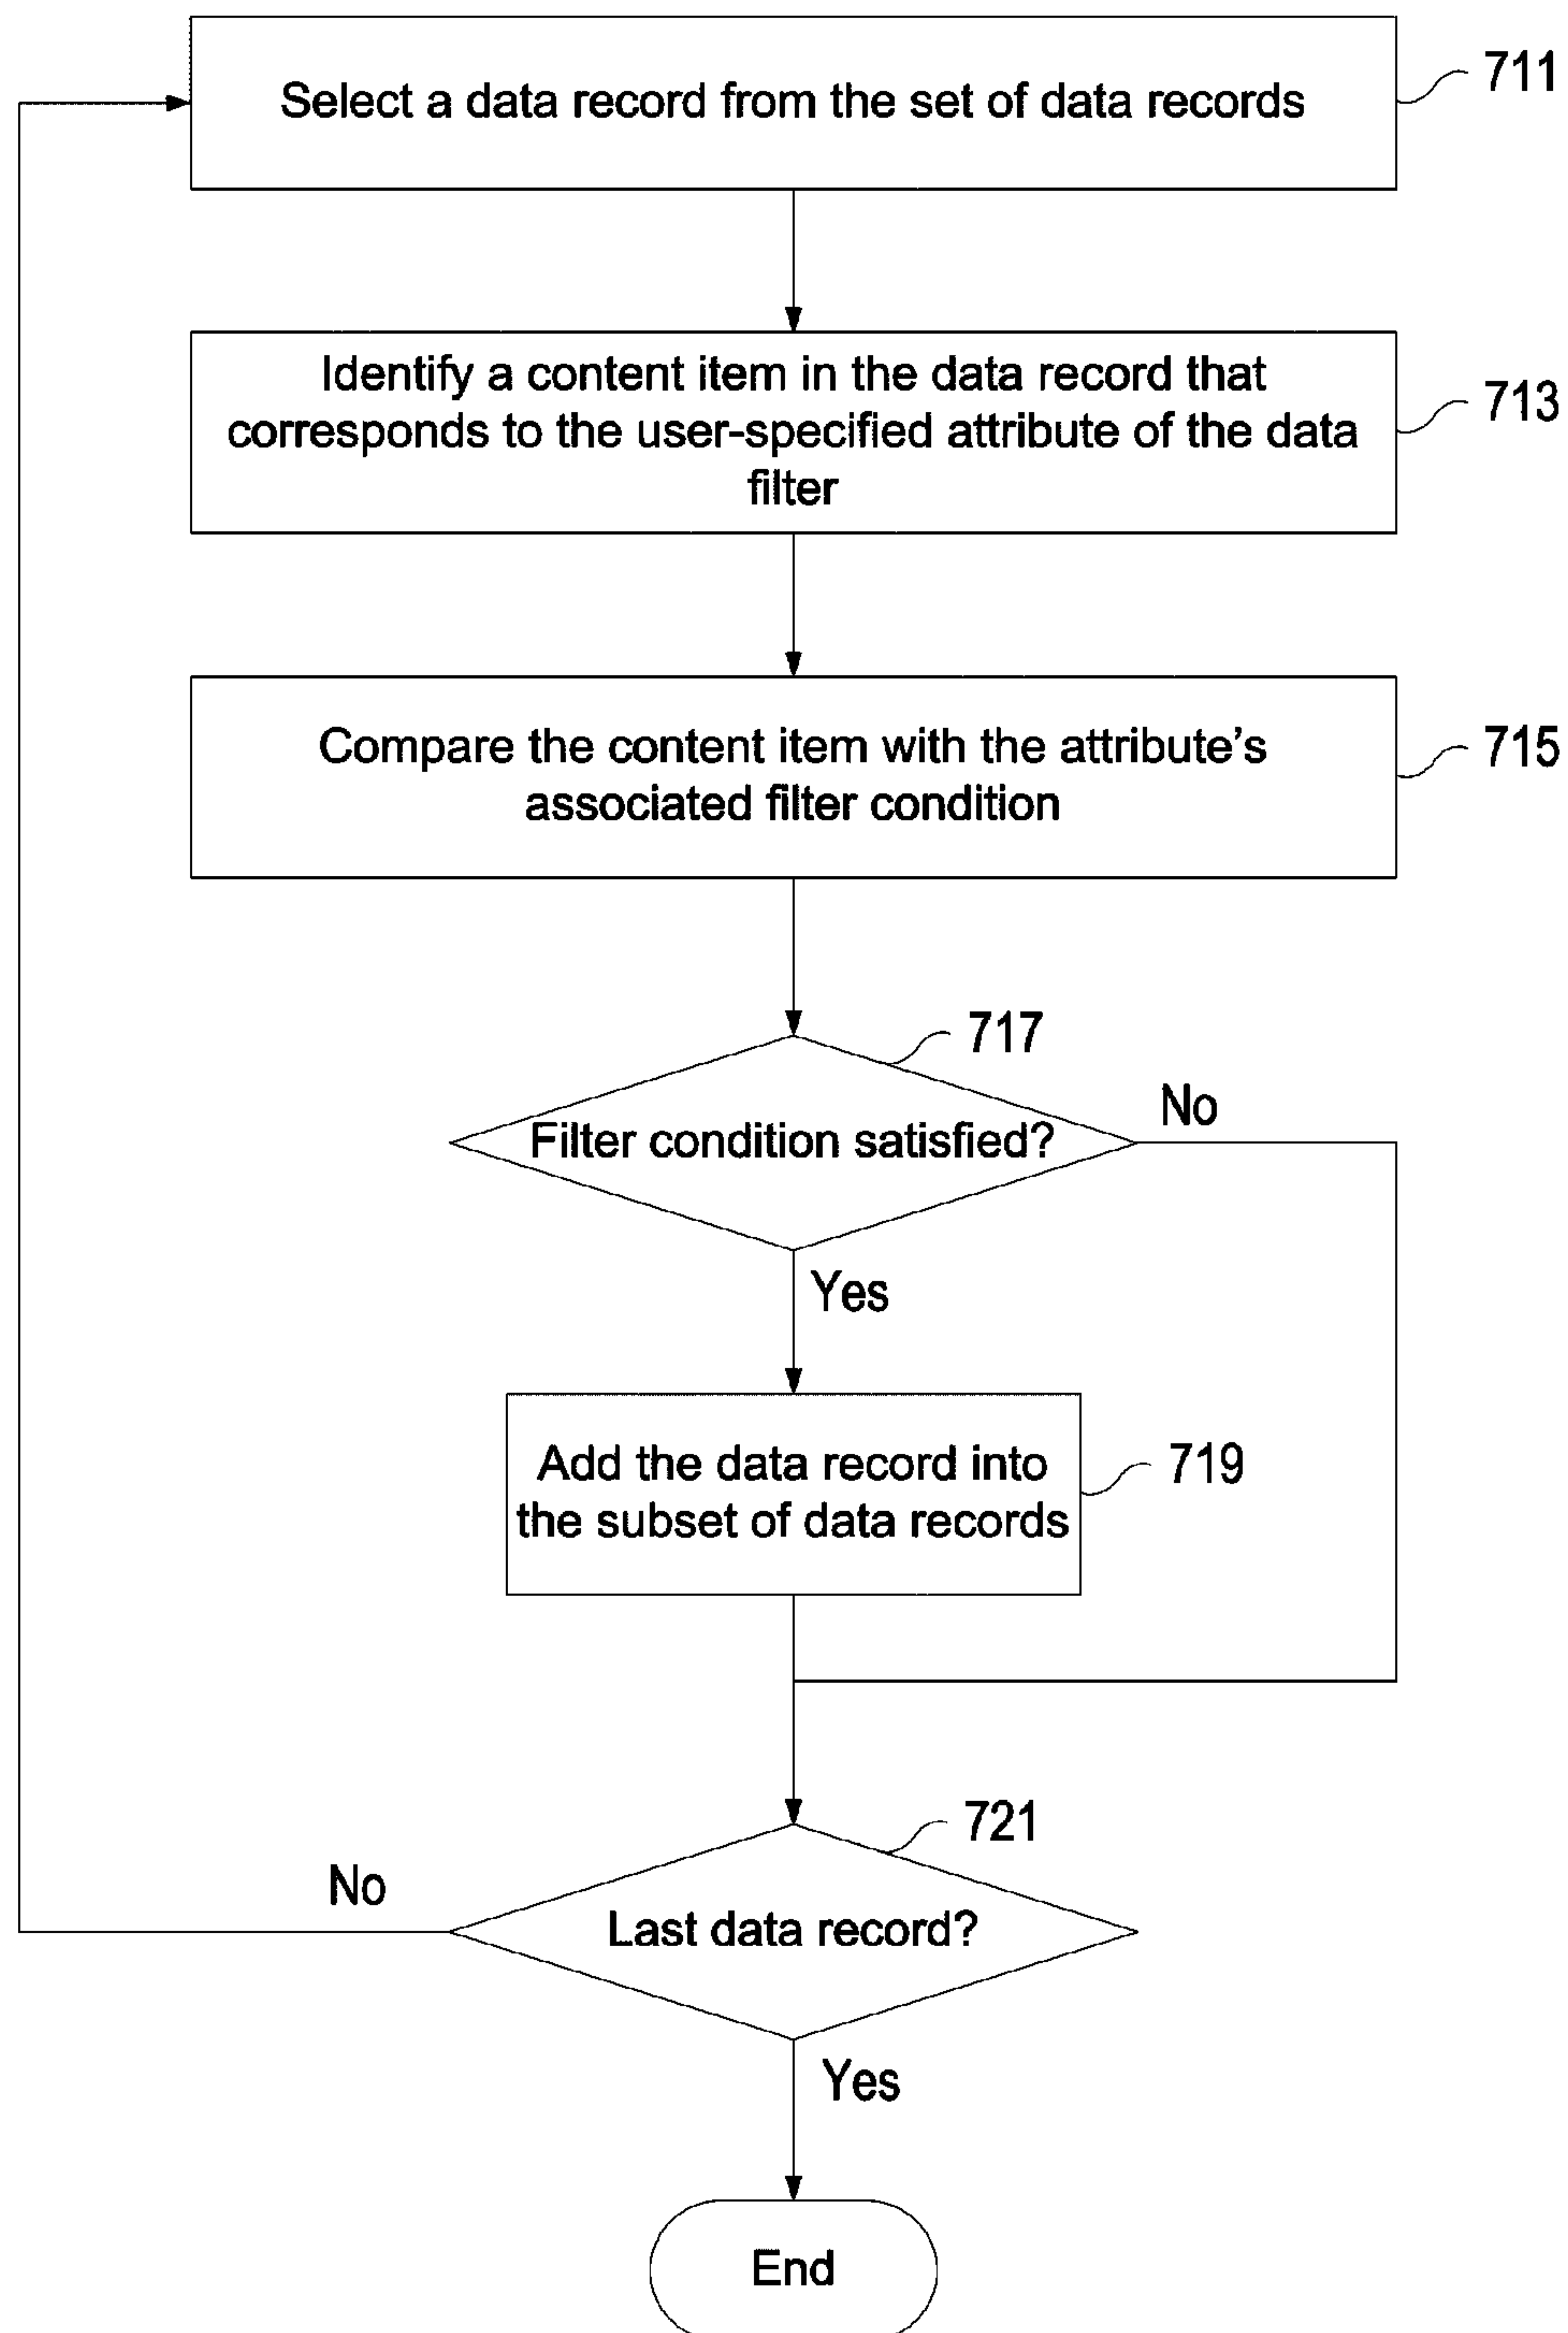 Select a data record from the set of data records
711
Identify a content item in the data record that
corresponds to the user-specified attribute of the data
filter
713
Compare the content item with the attribute's
associated filter condition
715
717
Filter condition satisfied?
No
Yes
Add the data record into
the subset of data records
719
721
Last data record?
No
Yes
End